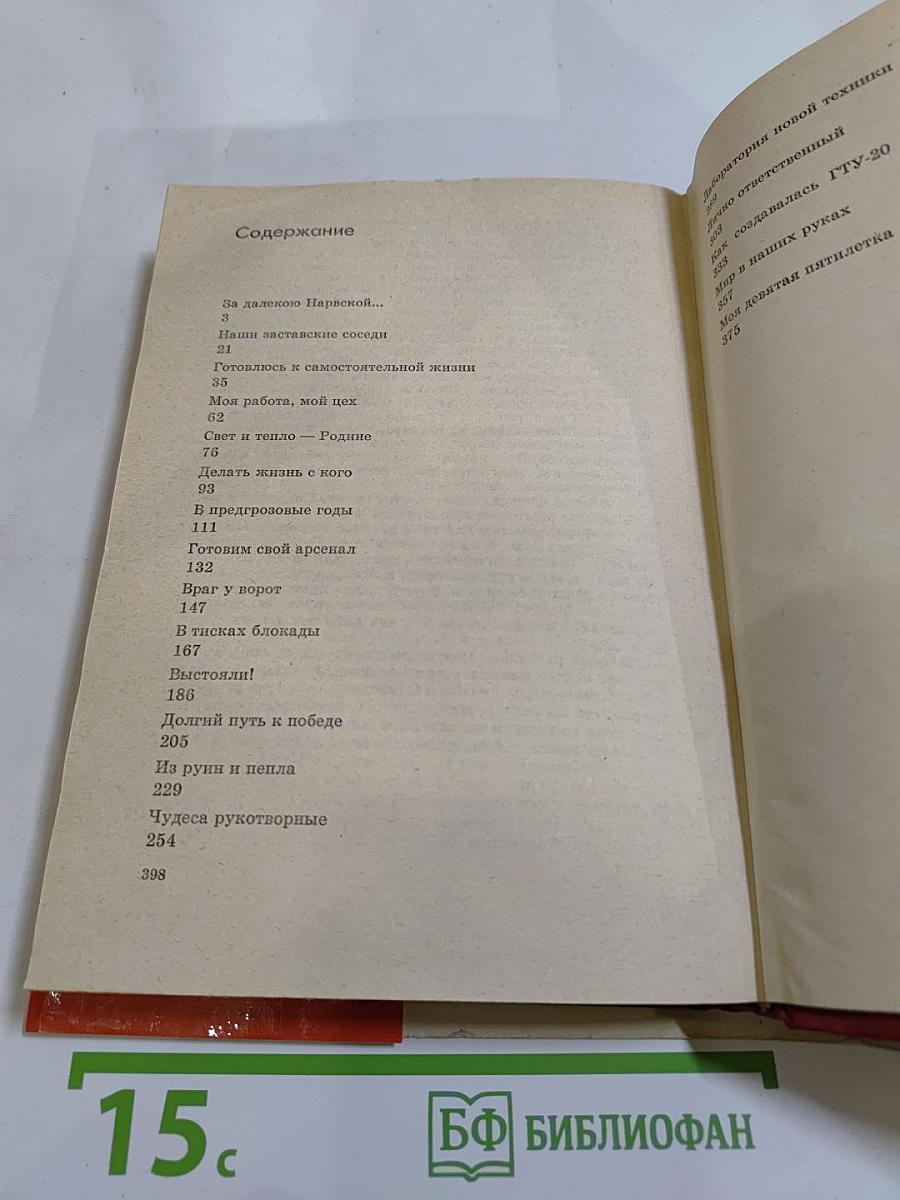 Содержание
За далекою Нарвской...
3
Наши заставские соседи
21
Готовлюсь к самостоятельной жизни
35
Моя работа, мой цех
62
Свет и тепло — Родине
76
Делать жизнь с кого
93
В предгрозовые годы
111
Готовим свой арсенал
132
Враг у ворот
147
В тисках блокады
167
Выстояли!
186
Долгий путь к победе
205
Из руин и пепла
229
Чудеса рукотворные
254
398
Лаборатория новой техники
Лично ответственный
303
Как создавалась ГТУ-20
333
Мир в наших руках
357
Моя девятая пятилетка
375
15 с
БФ БИБЛИОФАН